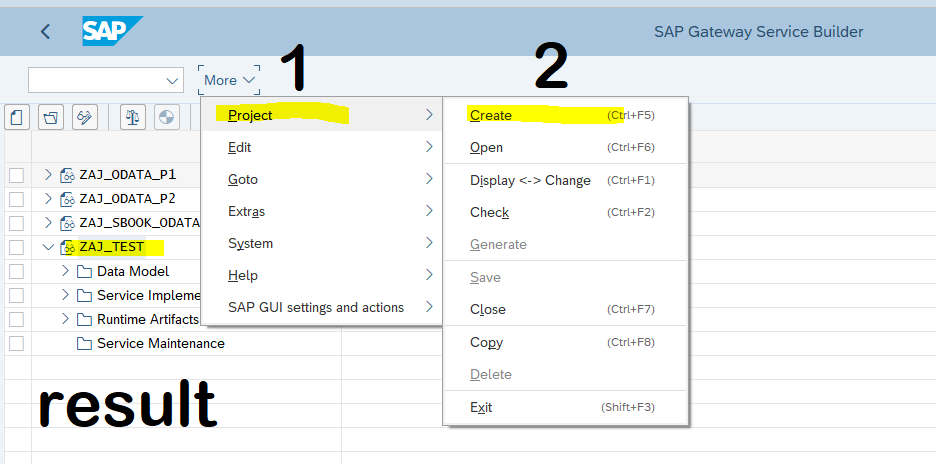 SAP
SAP Gateway Service Builder
More
1
2
Project
Edit
Goto
Extras
System
Help
SAP GUI settings and actions
Create (Ctrl+F5)
Open (Ctrl+F6)
Display <-> Change (Ctrl+F1)
Check (Ctrl+F2)
Generate
Save
Close (Ctrl+F7)
Copy (Ctrl+F8)
Delete
Exit (Shift+F3)
ZAJ_ODATA_P1
ZAJ_ODATA_P2
ZAJ_SBOOK_ODATA
ZAJ_TEST
Data Model
Service Impleme
Runtime Artifacts
Service Maintenance
result